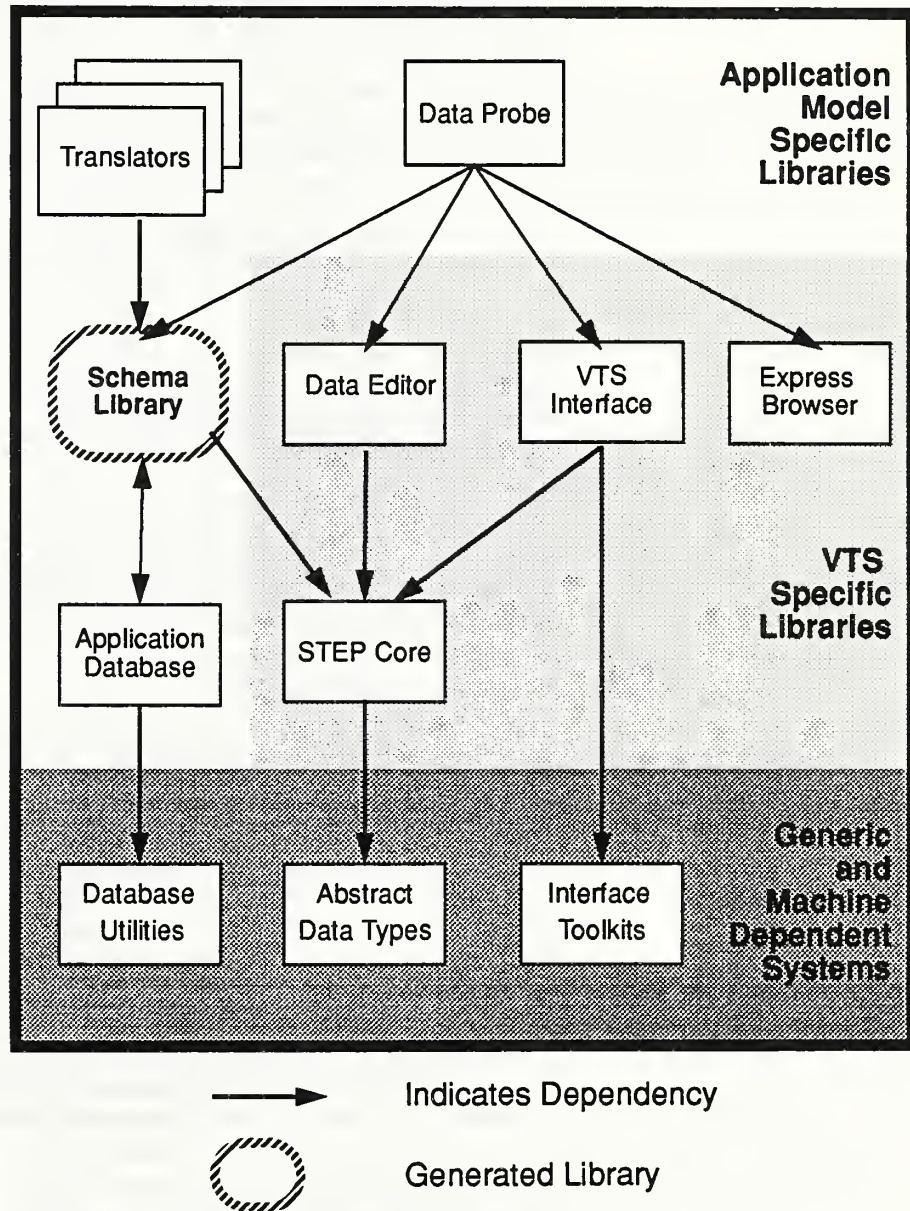 Translators
Data Probe
Application
Model
Specific
Libraries
Schema
Library
Data Editor
VTS
Interface
Express
Browser
Application
Database
STEP Core
VTS
Specific
Libraries
Database
Utilities
Abstract
Data Types
Interface
Toolkits
Generic
and
Machine
Dependent
Systems
Indicates Dependency
Generated Library